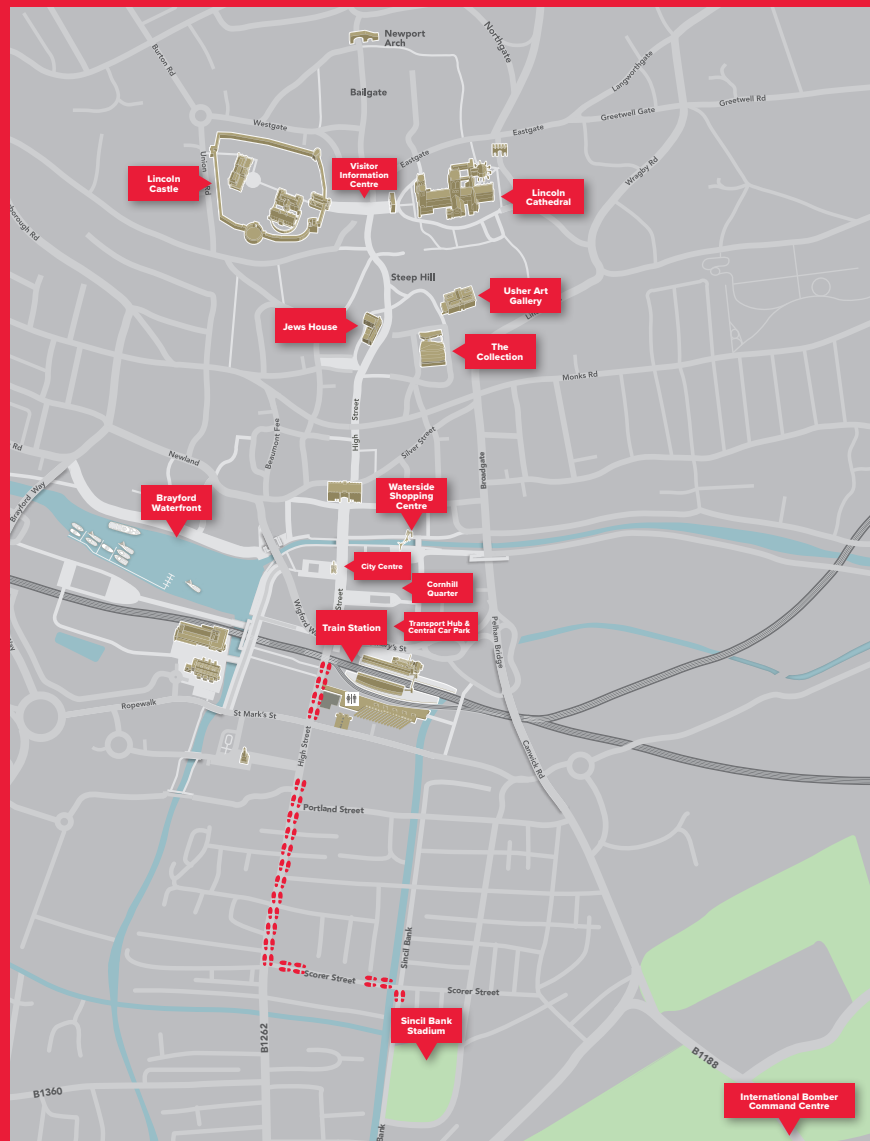 Newport
Arch
Burton Rd
Northgate
Langworthgate
Bailgate
Greetwell Rd
Greetwell Gate
Westgate
Eastgate
Eastgate
Wragby Rd
Union
Visitor
Information
Centre
Lincoln
Castle
Lincoln
Cathedral
Steep Hill
Usher Art
Gallery
Jews House
The
Collection
Monks Rd
High Street
Silver Street
Beaumont Fee
Newland
Broadgate
Rd
Brayford Way
Brayford
Waterfront
Waterside
Shopping
Centre
City Centre
Cornhill
Quarter
Street
Wigford
Train Station
Transport Hub &
Central Car Park
Pelham Bridge
Ropewalk
St Mark's St
High Street
Canwick Rd
Portland Street
Sincil Bank
Scorer Street
Scorer Street
Sincil Bank
Stadium
B1262
B1188
B1360
International Bomber
Command Centre
Bank